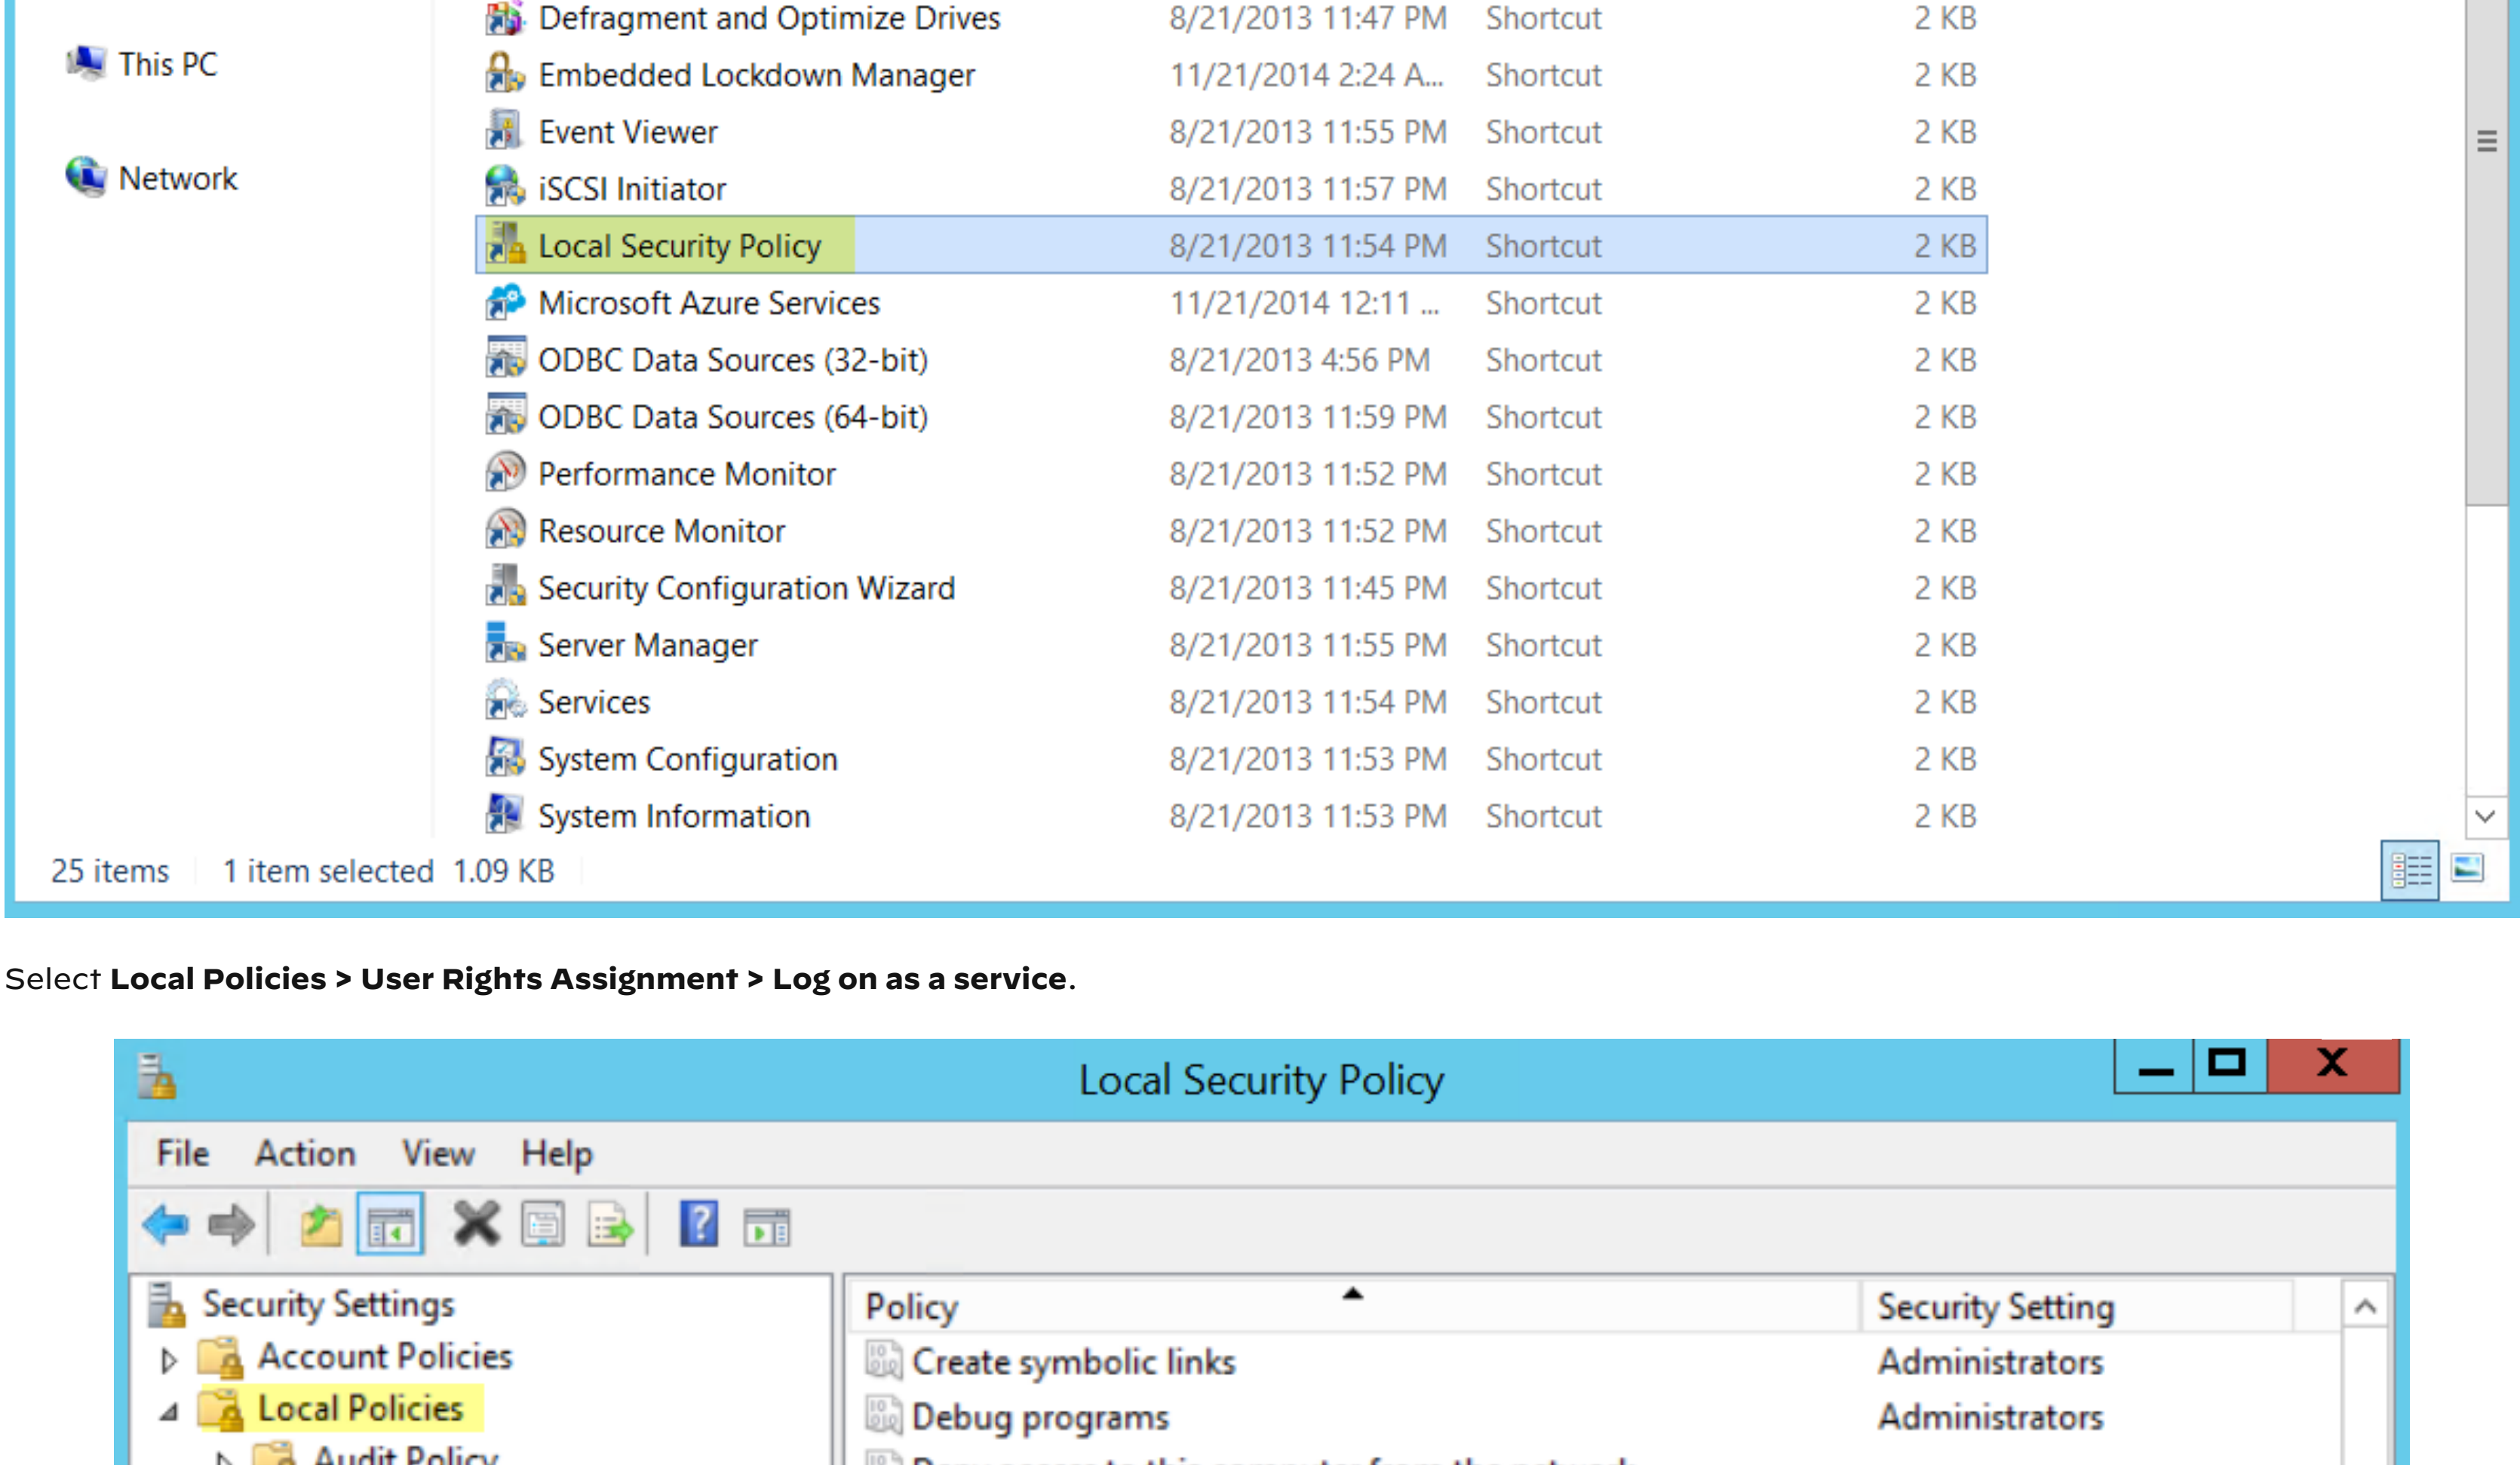 Defragment and Optimize Drives 8/21/2013 11:47 PM Shortcut 2 KB
This PC
Embedded Lockdown Manager 11/21/2014 2:24 A... Shortcut 2 KB
Event Viewer 8/21/2013 11:55 PM Shortcut 2 KB
Network
iSCSI Initiator 8/21/2013 11:57 PM Shortcut 2 KB
Local Security Policy 8/21/2013 11:54 PM Shortcut 2 KB
Microsoft Azure Services 11/21/2014 12:11 ... Shortcut 2 KB
ODBC Data Sources (32-bit) 8/21/2013 4:56 PM Shortcut 2 KB
ODBC Data Sources (64-bit) 8/21/2013 11:59 PM Shortcut 2 KB
Performance Monitor 8/21/2013 11:52 PM Shortcut 2 KB
Resource Monitor 8/21/2013 11:52 PM Shortcut 2 KB
Security Configuration Wizard 8/21/2013 11:45 PM Shortcut 2 KB
Server Manager 8/21/2013 11:55 PM Shortcut 2 KB
Services 8/21/2013 11:54 PM Shortcut 2 KB
System Configuration 8/21/2013 11:53 PM Shortcut 2 KB
System Information 8/21/2013 11:53 PM Shortcut 2 KB
25 items 1 item selected 1.09 KB
Select Local Policies > User Rights Assignment > Log on as a service.
Local Security Policy
File Action View Help
Security Settings
Account Policies
Local Policies
Audit Policy
Policy Security Setting
Create symbolic links Administrators
Debug programs Administrators
Deny access to this computer from the network